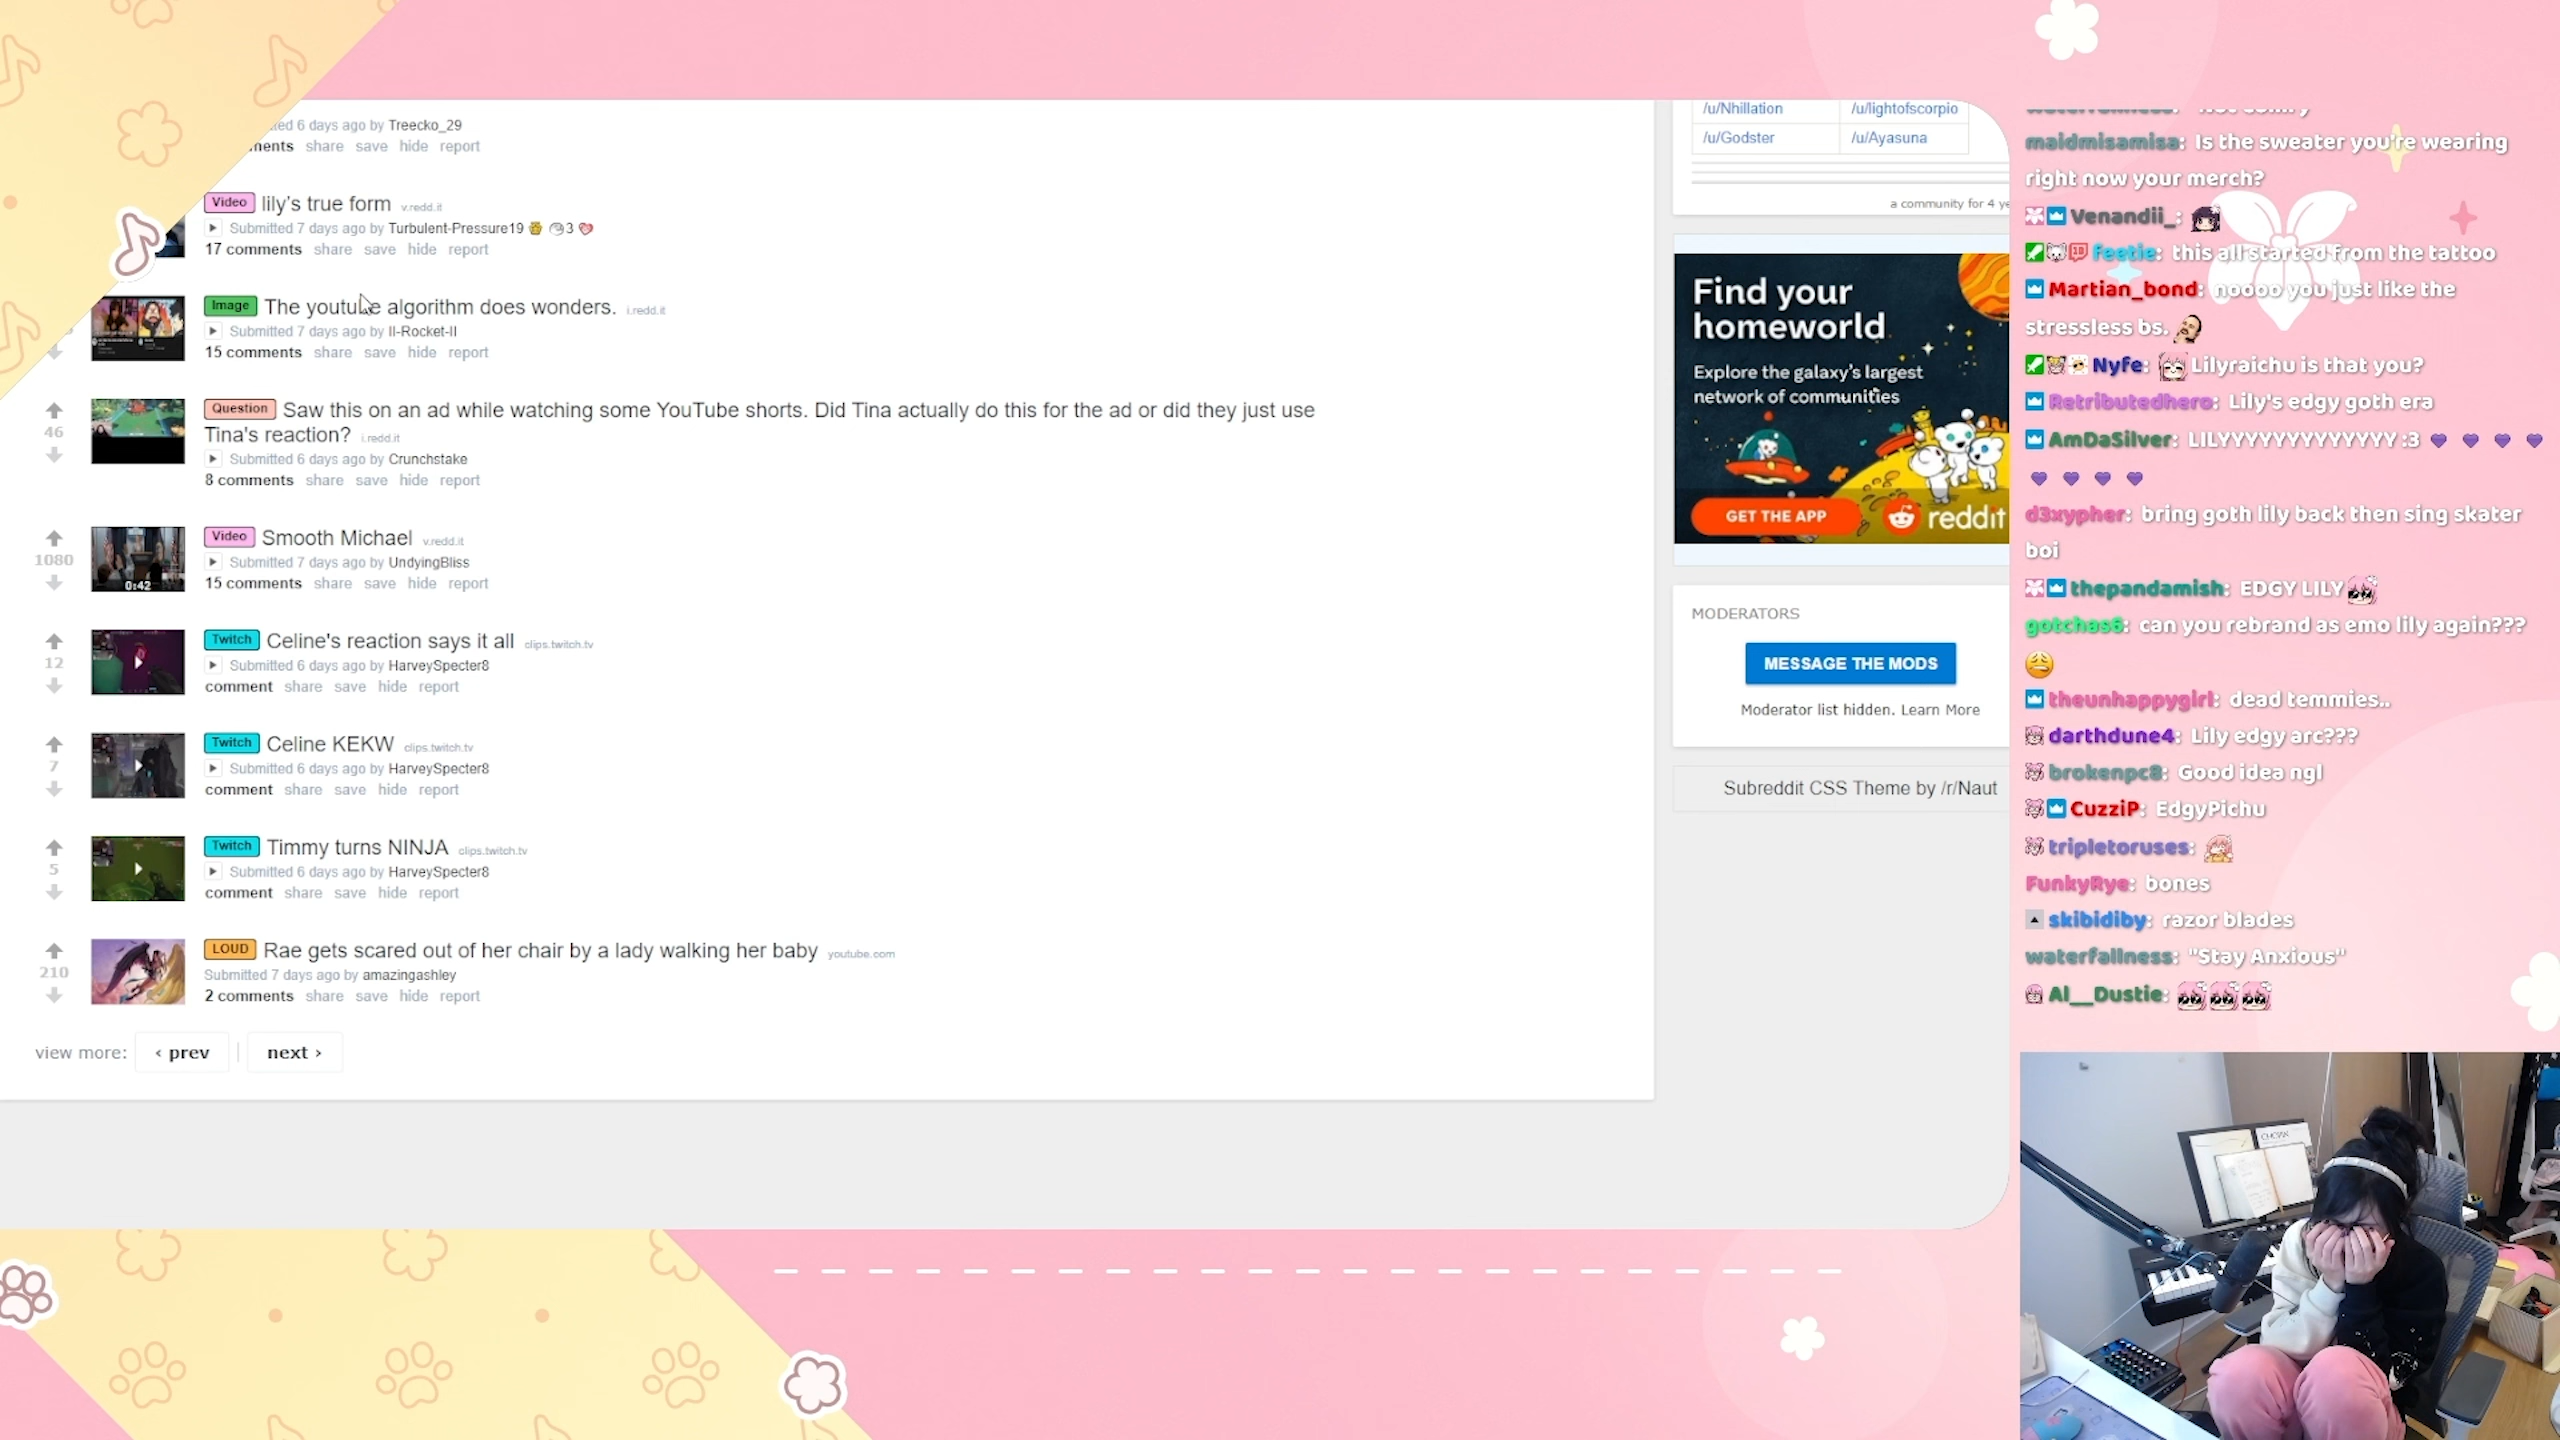 6 days ago by Treecko_29
share save hide report
Video lily's true form v.redd.it
Submitted 7 days ago by Turbulent-Pressure19 3
17 comments share save hide report
Image The youtube algorithm does wonders. i.redd.it
Submitted 7 days ago by
15 comments share save hide report
Question Saw this on an ad while watching some YouTube shorts. Did Tina actually do this for the ad or did they just use
Tina's reaction? i.redd.it
46
Submitted 6 days ago by Crunchstake
8 comments share save hide report
Video Smooth Michael v.redd.it
1080
Submitted 7 days ago by UndyingBliss
0:42
15 comments share save hide report
Twitch Celine's reaction says it all clips.twitch.tv
12
Submitted 6 days ago by HarveySpecter8
comment share save hide report
Twitch Celine KEKW clips.twitch.tv
7
Submitted 6 days ago by HarveySpecter8
comment share save hide report
Twitch Timmy turns NINJA clips.twitch.tv
5
Submitted 6 days ago by HarveySpecter8
comment share save hide report
LOUD Rae gets scared out of her chair by a lady walking her baby youtube.com
210
Submitted 7 days ago by amazingashley
2 comments share save hide report
view more: ‹ prev | next ›
/u/Nhillation /u/lightofscorpio
/u/Godster /u/Ayasuna
a community for 4 ye
Find your
homeworld
Explore the galaxy's largest
network of communities
GET THE APP
reddit
MODERATORS
MESSAGE THE MODS
Moderator list hidden. Learn More
Subreddit CSS Theme by /r/Naut
maidmisamisa: Is the sweater you're wearing
right now your merch?
Venandii_:
feetie: this all started from the tattoo
Martian_bond: noooo you just like the
stressless bs.
Nyfe: Lilyraichu is that you?
Retributedhero: Lily's edgy goth era
AmDaSilver: LILYYYYYYYYYYYYY :3
d3xypher: bring goth lily back then sing skater
boi
thepandamish: EDGY LILY
gotchas6: can you rebrand as emo lily again???
theunhappygirl: dead temmies..
darthdune4: Lily edgy arc???
brokenpc8: Good idea ngl
CuzziP: EdgyPichu
tripletoruses:
FunkyRye: bones
skibidiby: razor blades
waterfallness: "Stay Anxious"
Al__Dustie: